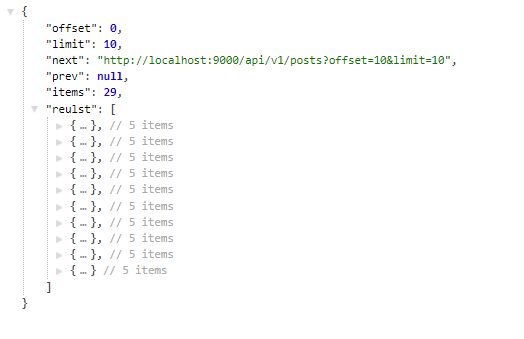 {
"offset": 0,
"limit": 10,
"next": "http://localhost:9000/api/v1/posts?offset=10&limit=10",
"prev": null,
"items": 29,
"reulst": [
{ … }, // 5 items
{ … }, // 5 items
{ … }, // 5 items
{ … }, // 5 items
{ … }, // 5 items
{ … }, // 5 items
{ … }, // 5 items
{ … }, // 5 items
{ … }, // 5 items
{ … } // 5 items
]
}